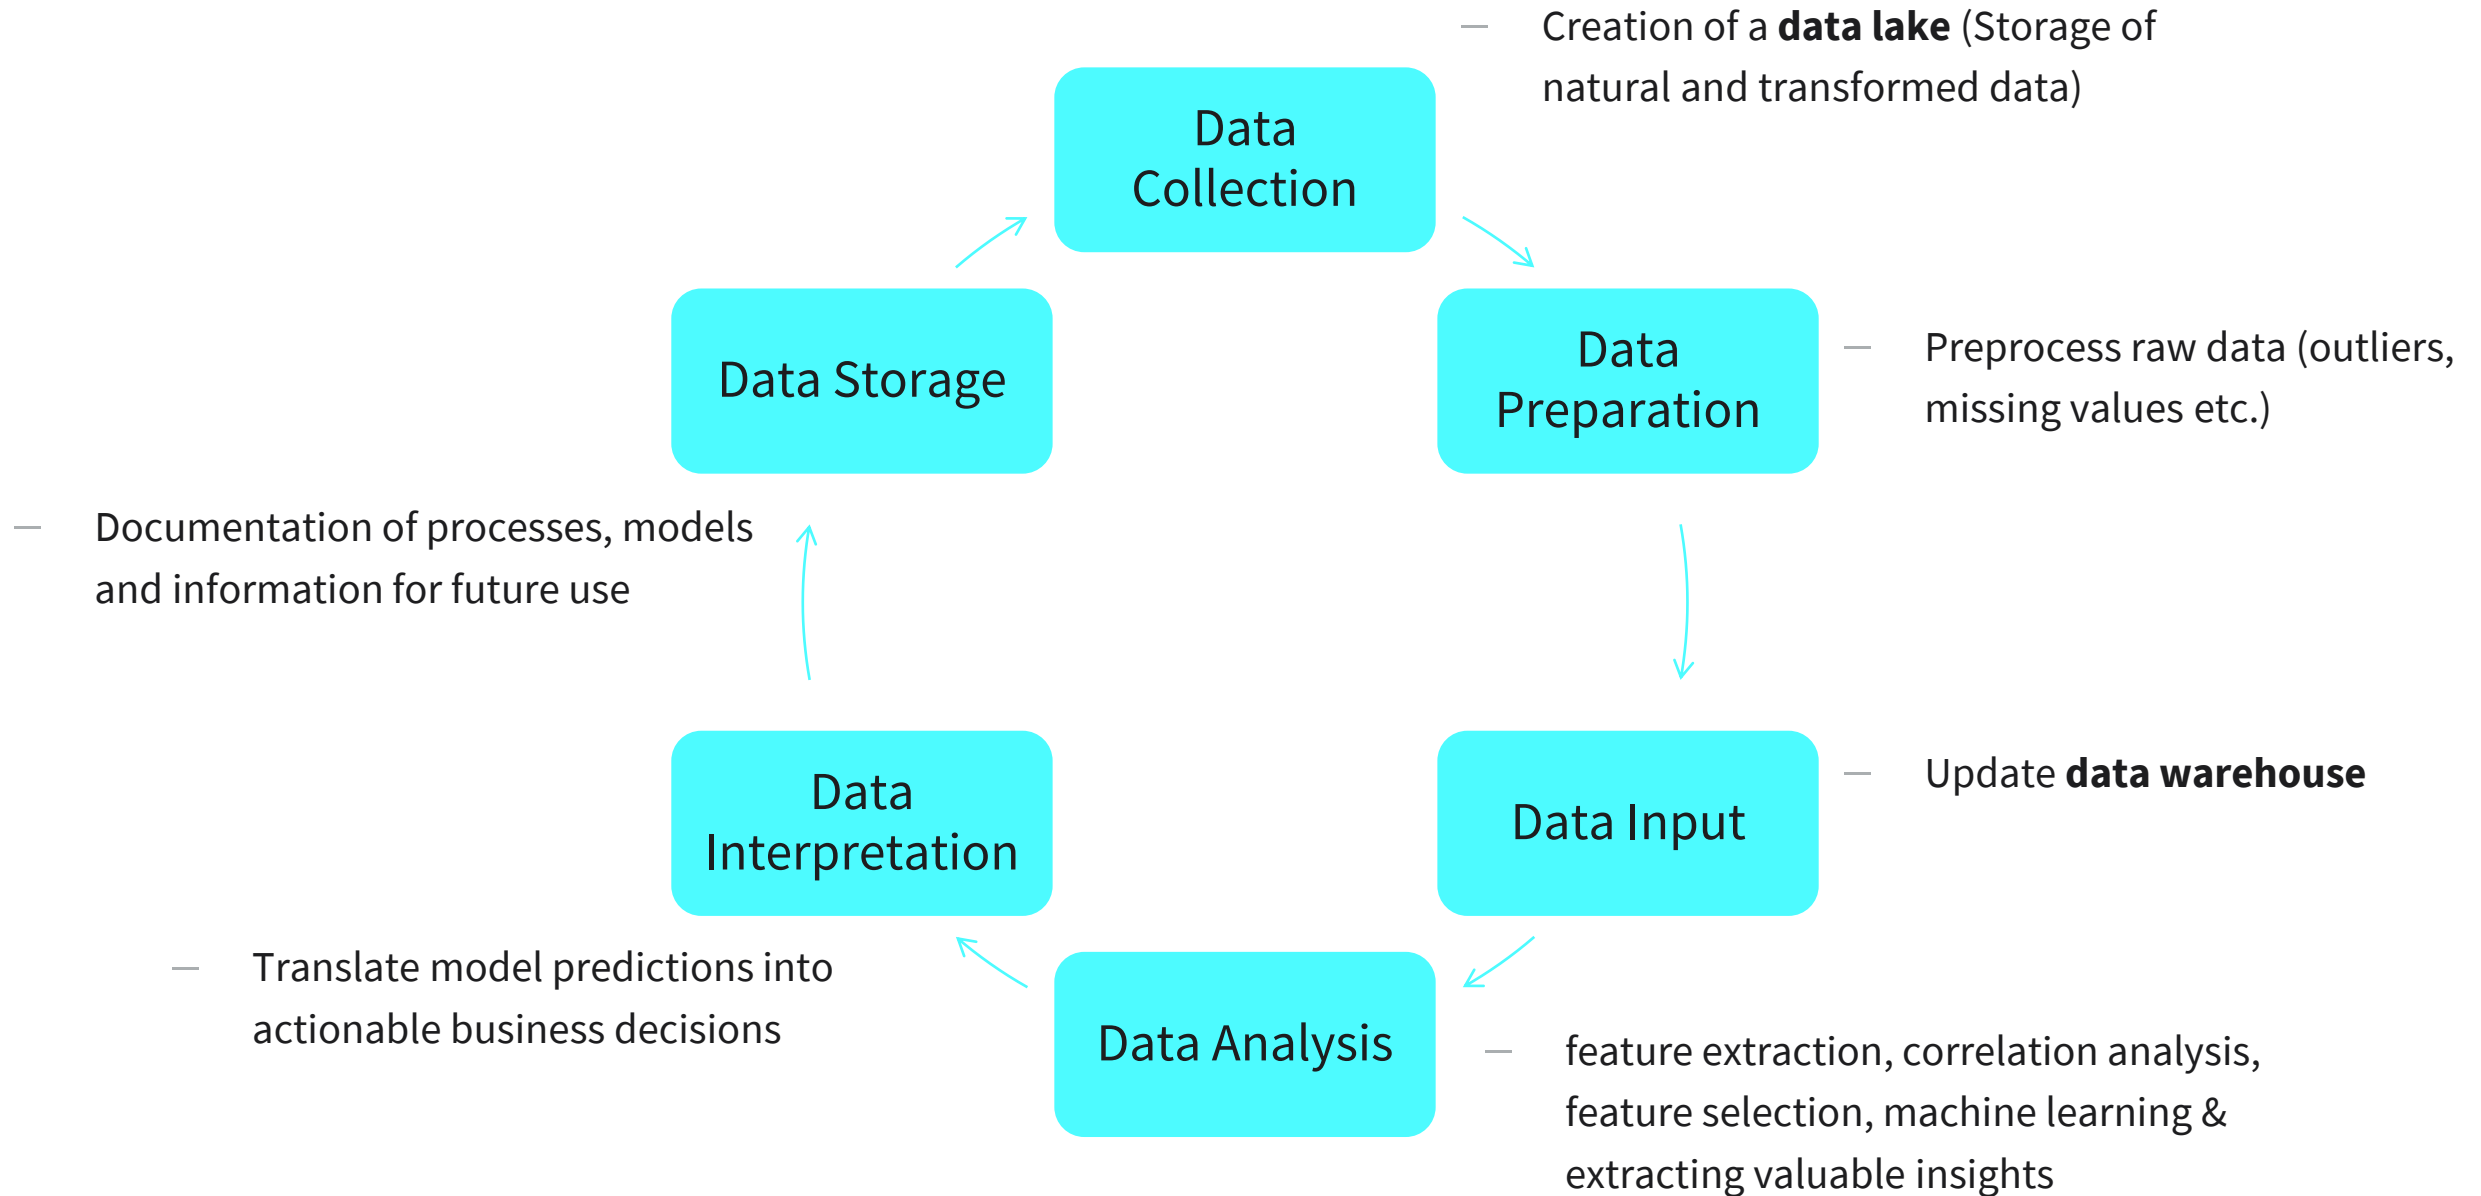 — Creation of a data lake (Storage of
natural and transformed data)
Data
Collection
Data
Preparation
— Preprocess raw data (outliers,
missing values etc.)
Data Input
— Update data warehouse
Data Analysis
— feature extraction, correlation analysis,
feature selection, machine learning &
extracting valuable insights
Data
Interpretation
— Translate model predictions into
actionable business decisions
Data Storage
— Documentation of processes, models
and information for future use